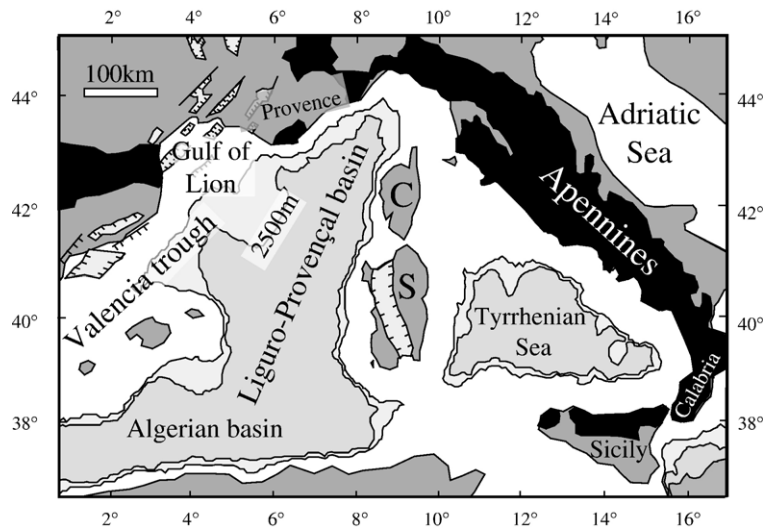 2° 4° 6° 8° 10° 12° 14° 16°
100km
44°
44°
Provence
Adriatic
Sea
Gulf of
Lion
Apennines
C
42°
42°
2500m
Valencia trough
Liguro-Provençal basin
S
40°
40°
Tyrrhenian
Sea
Calabria
38°
38°
Algerian basin
Sicily
2° 4° 6° 8° 10° 12° 14° 16°